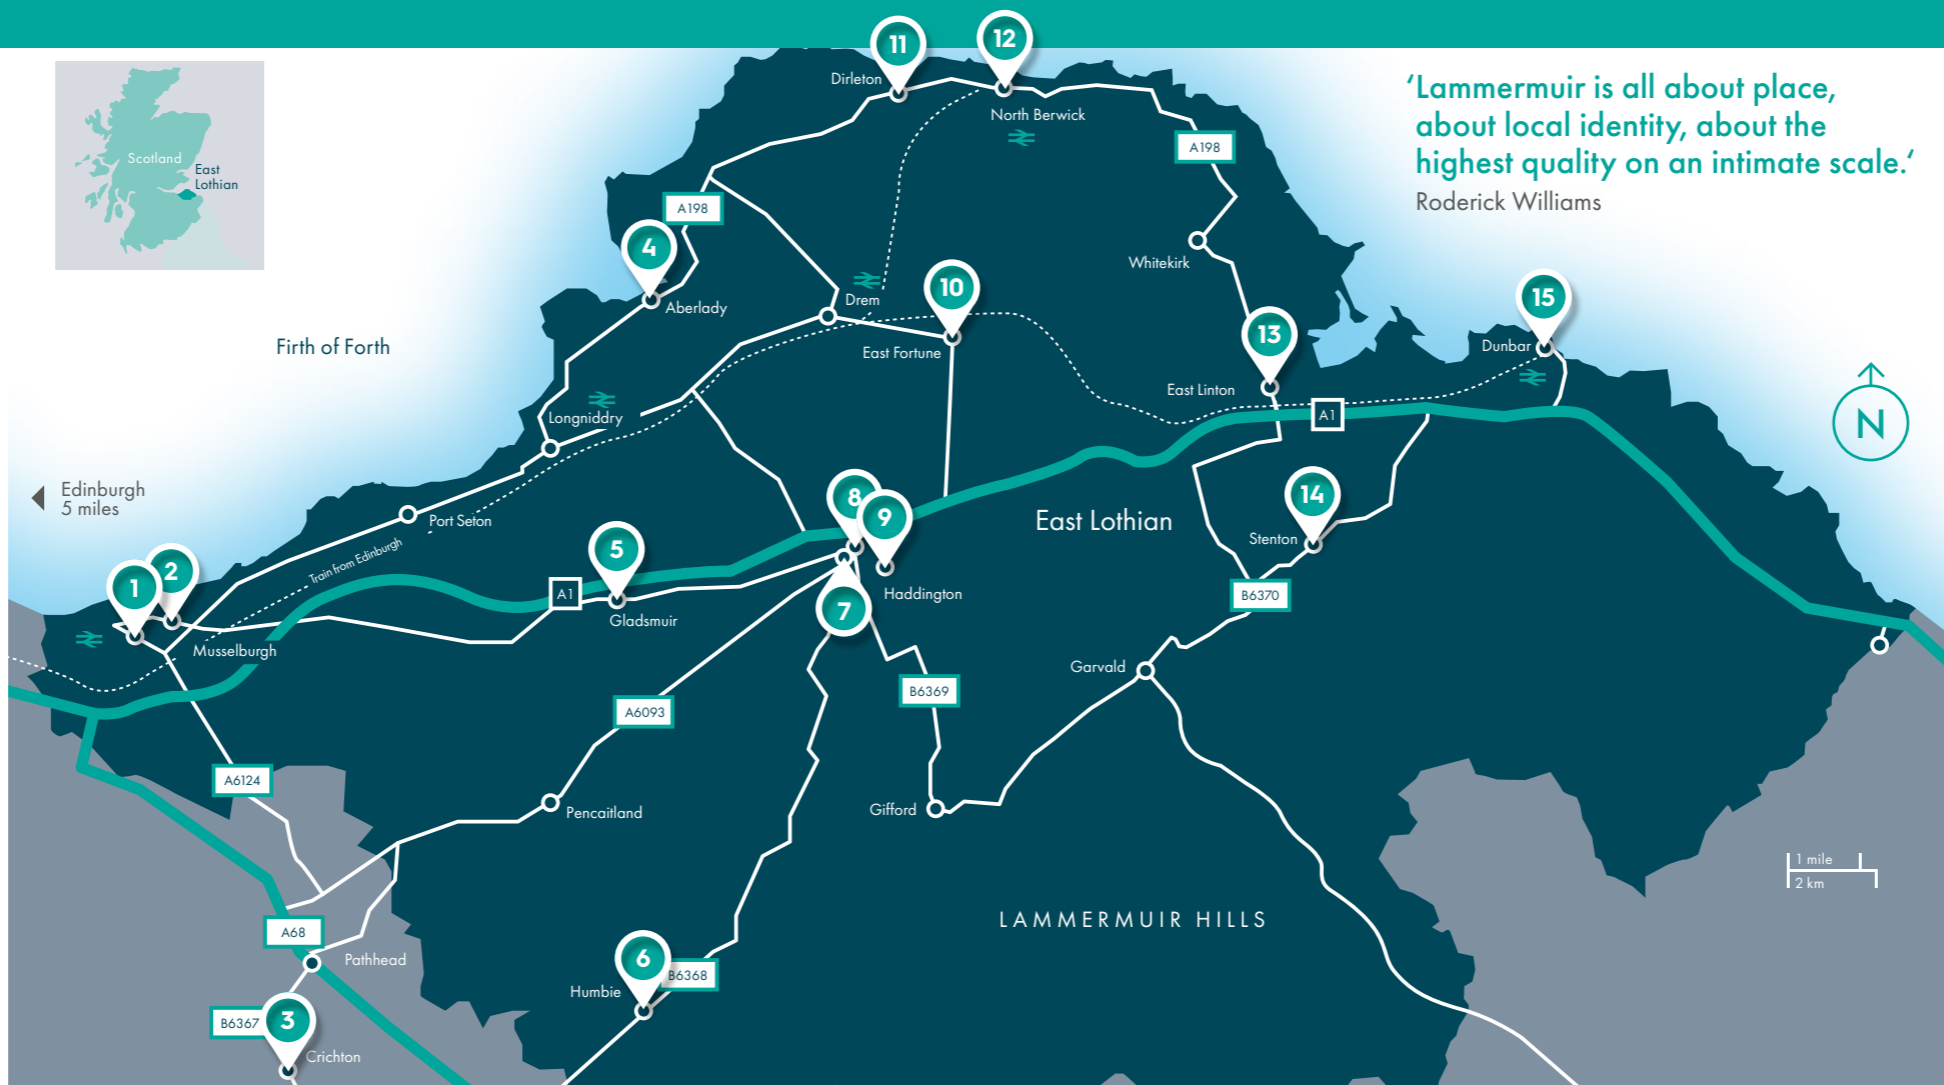 11
12
Dirleton
North Berwick
‘Lammermuir is all about place,
about local identity, about the
highest quality on an intimate scale.‘
Roderick Williams
Scotland
East
Lothian
A198
A198
4
Aberlady
Whitekirk
Drem
10
East Fortune
15
Dunbar
13
East Linton
A1
Firth of Forth
Longniddry
N
Edinburgh
5 miles
Port Seton
Train from Edinburgh
8
9
Haddington
7
East Lothian
14
Stenton
B6370
1
2
Musselburgh
5
A1
Gladsmuir
Garvald
B6369
A6093
A6124
Pencaitland
Gifford
1 mile
2 km
LAMMERMUIR HILLS
A68
Pathhead
6
B6368
Humbie
B6367
3
Crichton